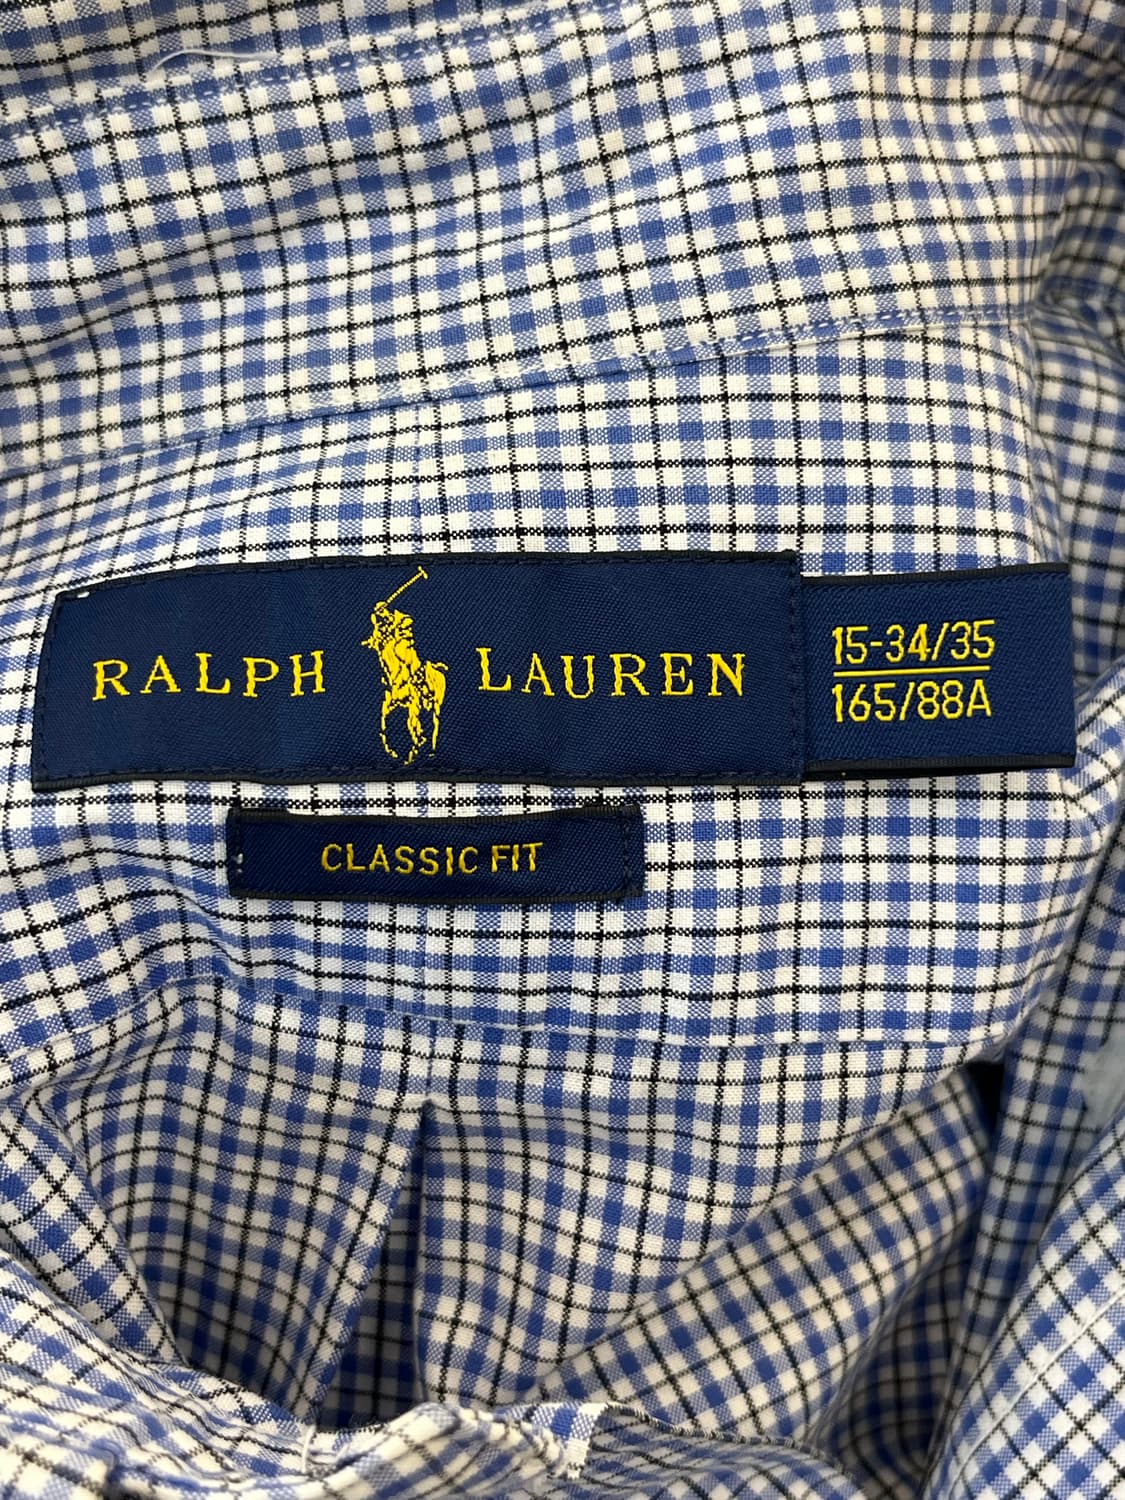 RALPH LAUREN
15-34/35
165/88A
CLASSIC FIT